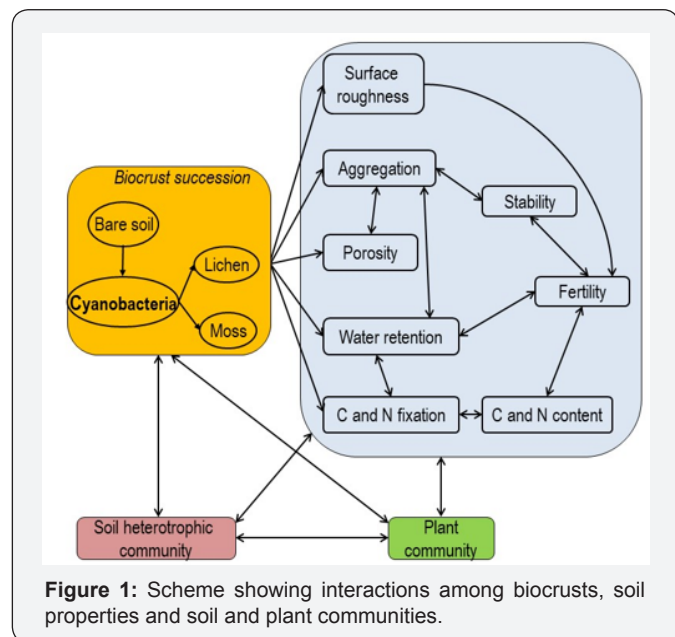 Biocrust succession
Bare soil
Cyanobacteria
Lichen
Moss
Surface
roughness
Aggregation
Stability
Porosity
Fertility
Water retention
C and N fixation
C and N content
Soil heterotrophic
community
Plant
community
Figure 1: Scheme showing interactions among biocrusts, soil
properties and soil and plant communities.